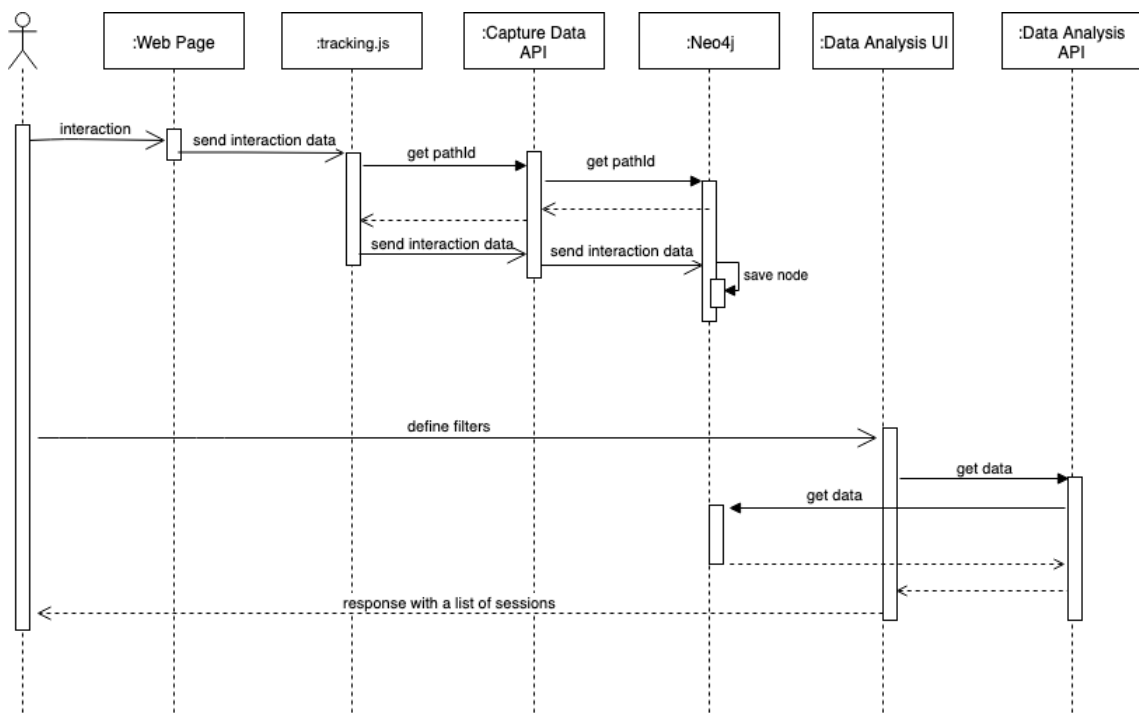 :Web Page
:tracking.js
:Capture Data
API
:Neo4j
:Data Analysis UI
:Data Analysis
API
interaction
send interaction data
get pathId
get pathId
send interaction data
send interaction data
save node
define filters
get data
get data
response with a list of sessions